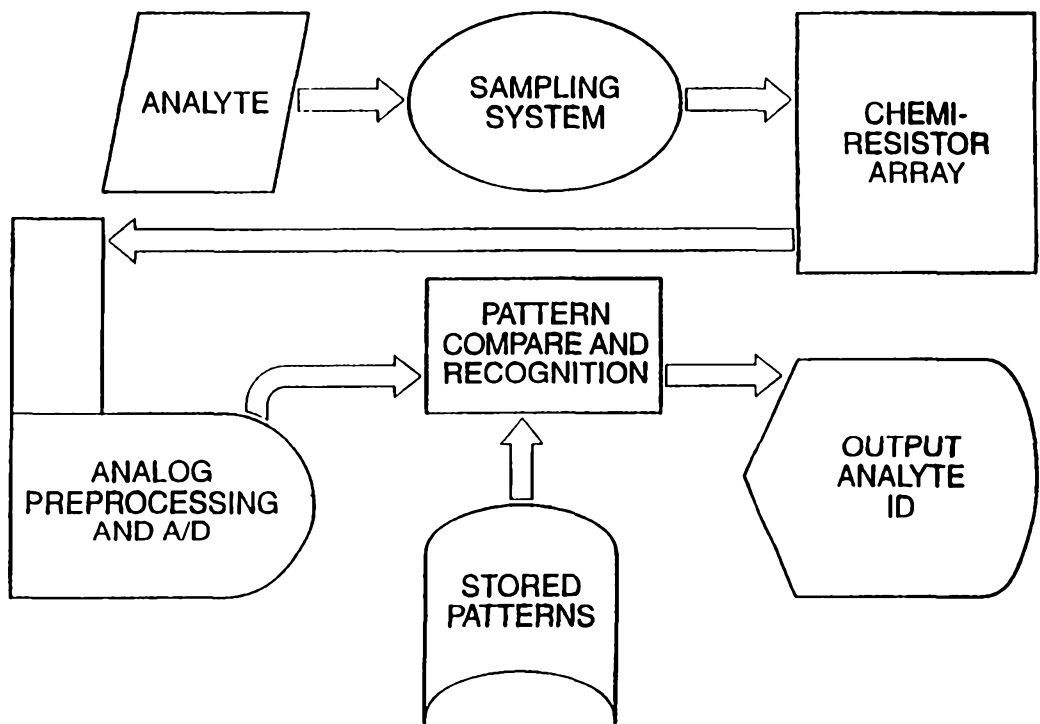 ANALYTE
SAMPLING
SYSTEM
CHEMI-
RESISTOR
ARRAY
PATTERN
COMPARE AND
RECOGNITION
ANALOG
PREPROCESSING
AND A/D
OUTPUT
ANALYTE
ID
STORED
PATTERNS